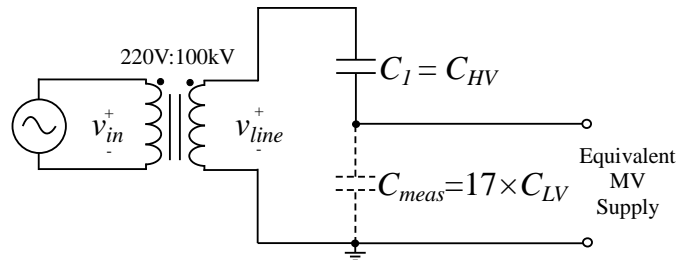 220V:100kV
+
v_in
-
+
v_line
-
C_1 = C_HV
C_meas=17×C_LV
Equivalent
MV
Supply